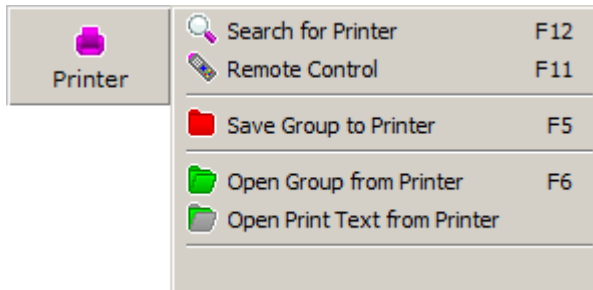 Printer
Search for Printer F12
Remote Control F11
Save Group to Printer F5
Open Group from Printer F6
Open Print Text from Printer